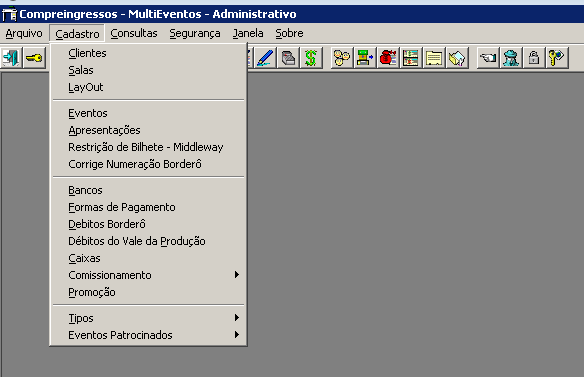 Compreingressos - MultiEventos - Administrativo
Arquivo Cadastro Consultas Segurança Janela Sobre
Clientes
Salas
LayOut
Eventos
Apresentações
Restrição de Bilhete - Middleway
Corrige Numeração Borderô
Bancos
Formas de Pagamento
Debitos Borderô
Débitos do Vale da Produção
Caixas
Comissionamento
Promoção
Tipos
Eventos Patrocinados